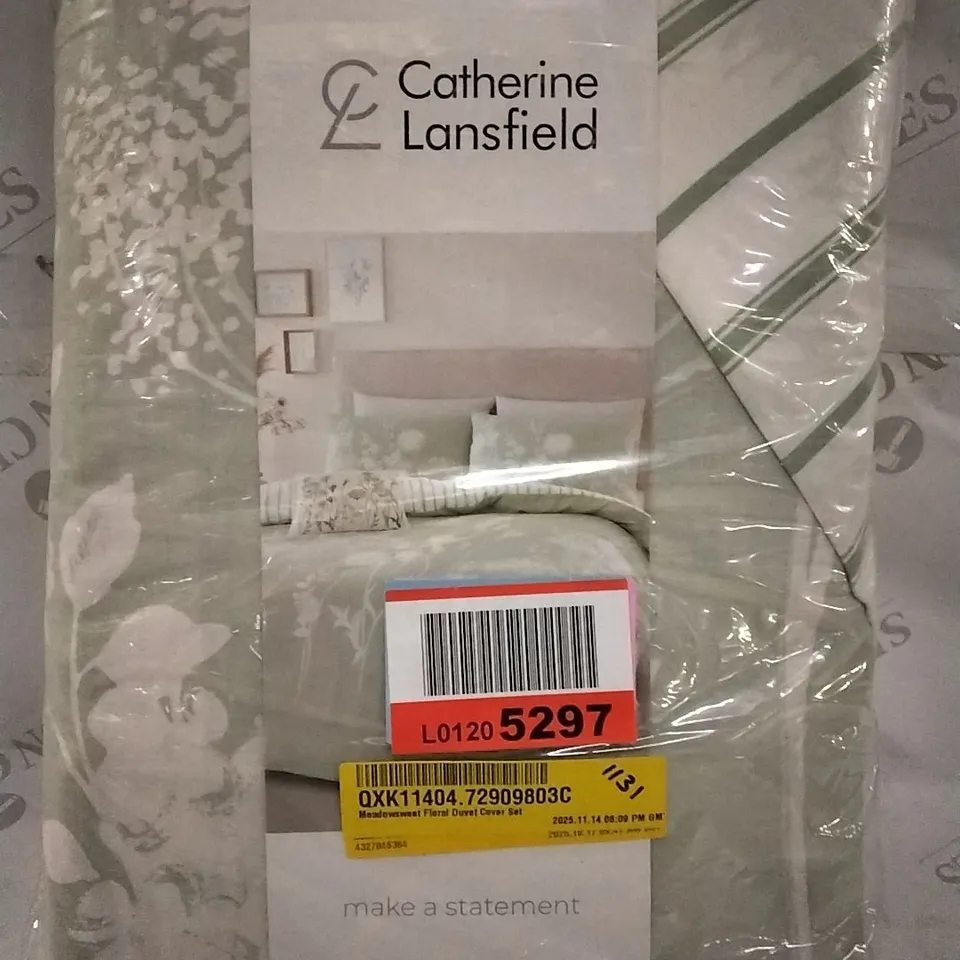 Catherine
Lansfield
L0120 5297
1131
QXK11404.72909803C
Meadowsweet Floral Duvet Cover Set
2025.11.14 08:09 PM GM
make a statement